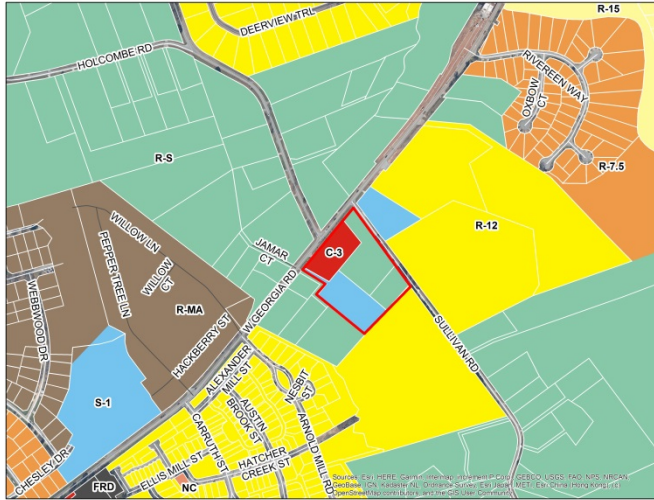 R-15
DEERVIEW TRL
HOLCOMBE RD
RIVEREEN WAY
OXBOW
CT
R-S
R-7.5
R-12
WILLOW LN
JAMAR
CT
C-3
PEPPER TREE LN
WILLOW
CT
W GEORGIA RD
R-MA
WEBBWOOD DR
HACKBERRY ST
SULLIVAN RD
ALEXANDER
MILL ST
NESBIT
ST
S-1
CARRUTH ST
AUSTIN
BROOK ST
ARNOLD MILL RD
CHESLEY DR
ELLIS MILL ST
HATCHER
CREEK ST
FRD
NC
Sources: Esri, HERE, Garmin, Intermap, increment P Corp., GEBCO, USGS, FAO, NPS, NRCAN,
GeoBase, IGN, Kadaster NL, Ordnance Survey, Esri Japan, METI, Esri China (Hong Kong), (c)
OpenStreetMap contributors, and the GIS User Community